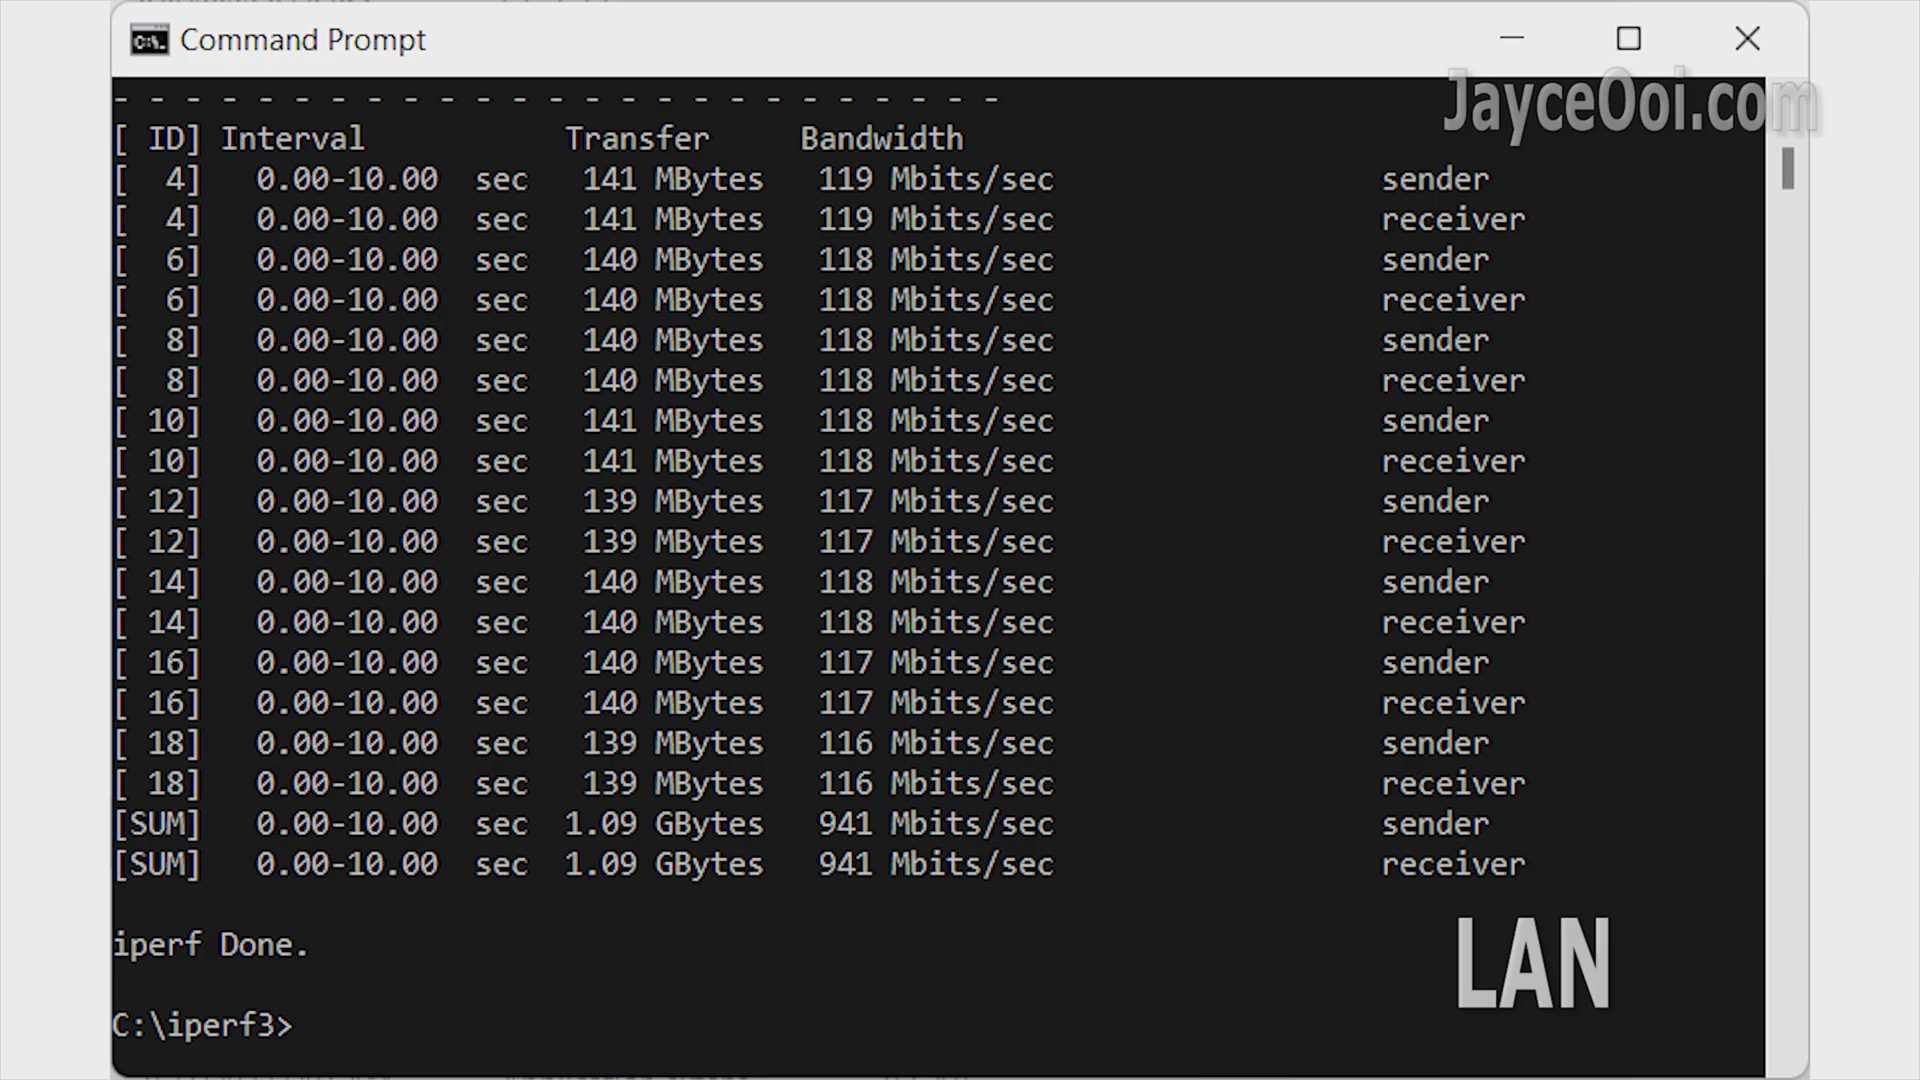 Command Prompt
JayceOoi.com
- - - - - - - - - - - - - - - - - - - - - - - - -
[ ID] Interval Transfer Bandwidth
[ 4] 0.00-10.00 sec 141 MBytes 119 Mbits/sec sender
[ 4] 0.00-10.00 sec 141 MBytes 119 Mbits/sec receiver
[ 6] 0.00-10.00 sec 140 MBytes 118 Mbits/sec sender
[ 6] 0.00-10.00 sec 140 MBytes 118 Mbits/sec receiver
[ 8] 0.00-10.00 sec 140 MBytes 118 Mbits/sec sender
[ 8] 0.00-10.00 sec 140 MBytes 118 Mbits/sec receiver
[ 10] 0.00-10.00 sec 141 MBytes 118 Mbits/sec sender
[ 10] 0.00-10.00 sec 141 MBytes 118 Mbits/sec receiver
[ 12] 0.00-10.00 sec 139 MBytes 117 Mbits/sec sender
[ 12] 0.00-10.00 sec 139 MBytes 117 Mbits/sec receiver
[ 14] 0.00-10.00 sec 140 MBytes 118 Mbits/sec sender
[ 14] 0.00-10.00 sec 140 MBytes 118 Mbits/sec receiver
[ 16] 0.00-10.00 sec 140 MBytes 117 Mbits/sec sender
[ 16] 0.00-10.00 sec 140 MBytes 117 Mbits/sec receiver
[ 18] 0.00-10.00 sec 139 MBytes 116 Mbits/sec sender
[ 18] 0.00-10.00 sec 139 MBytes 116 Mbits/sec receiver
[SUM] 0.00-10.00 sec 1.09 GBytes 941 Mbits/sec sender
[SUM] 0.00-10.00 sec 1.09 GBytes 941 Mbits/sec receiver
iperf Done.
LAN
C:\iperf3>